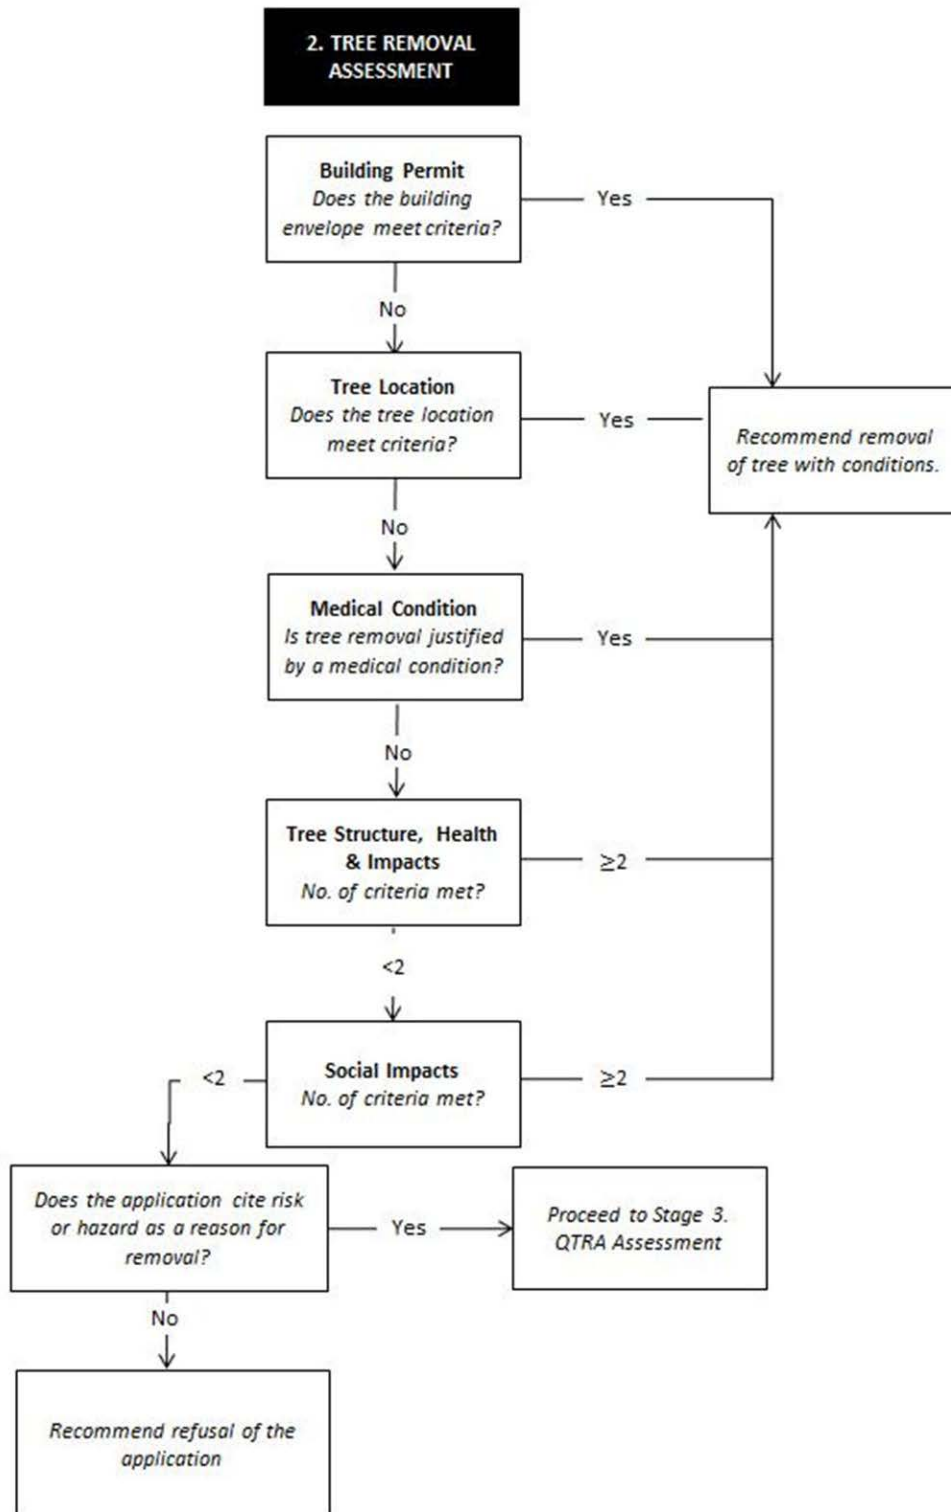 2. TREE REMOVAL
ASSESSMENT
Building Permit
Does the building
envelope meet criteria?
Yes
No
Tree Location
Does the tree location
meet criteria?
Yes
Recommend removal
of tree with conditions.
No
Medical Condition
Is tree removal justified
by a medical condition?
Yes
No
Tree Structure, Health
& Impacts
No. of criteria met?
≥2
<2
Social Impacts
No. of criteria met?
<2
≥2
Does the application cite risk
or hazard as a reason for
removal?
Yes
Proceed to Stage 3.
QTRA Assessment
No
Recommend refusal of the
application